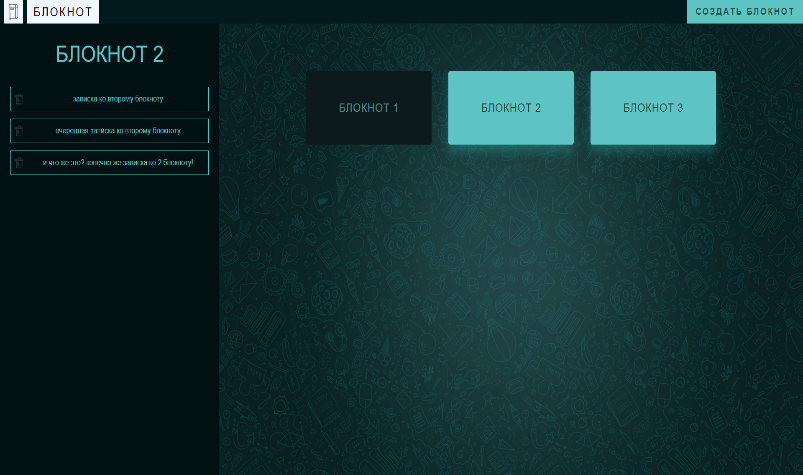 БЛОКНОТ
СОЗДАТЬ БЛОКНОТ
БЛОКНОТ 2
записка ко второму блокноту
очередная записка ко второму блокноту
и что же это? конечно же записка ко 2 блокноту!
БЛОКНОТ 1
БЛОКНОТ 2
БЛОКНОТ 3